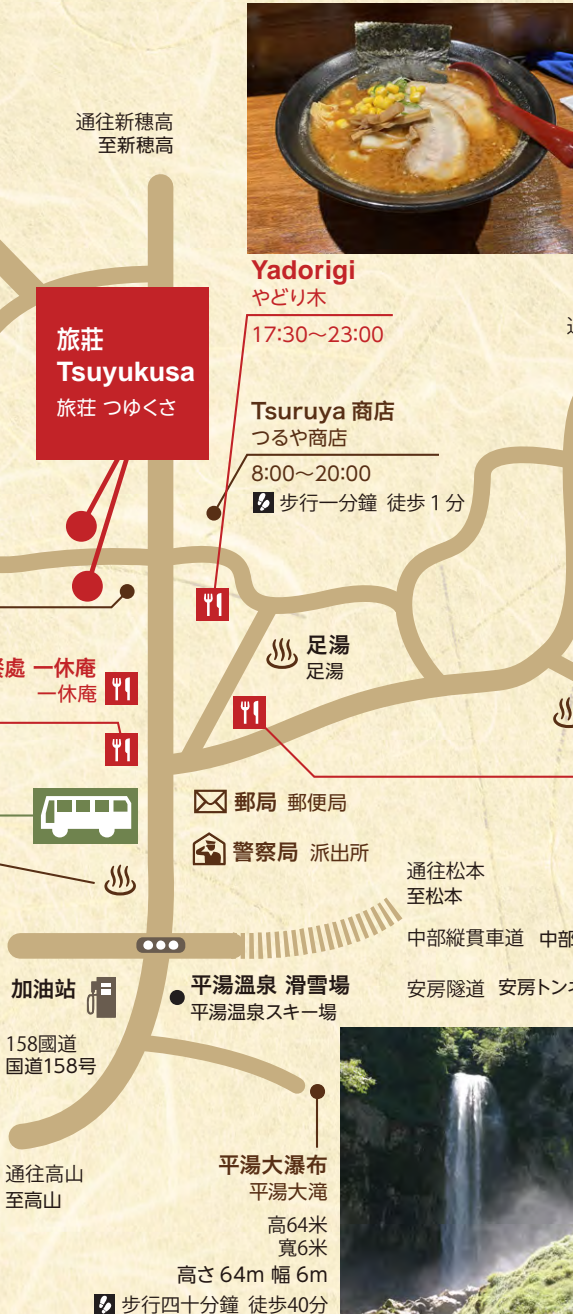 通往新穂高
至新穂高
Yadorigi
やどり木
17:30〜23:00
旅莊
Tsuyukusa
旅荘 つゆくさ
Tsuruya 商店
つるや商店
8:00〜20:00
步行一分鐘 徒歩 1 分
足湯
足湯
處 一休庵
一休庵
郵局 郵便局
警察局 派出所
通往松本
至松本
中部縱貫車道 中部
安房隧道 安房トンネ
加油站
平湯溫泉 滑雪場
平湯温泉スキー場
158國道
国道158号
通往高山
至高山
平湯大瀑布
平湯大滝
高64米
寬6米
高さ 64m 幅 6m
步行四十分鐘 徒歩40分